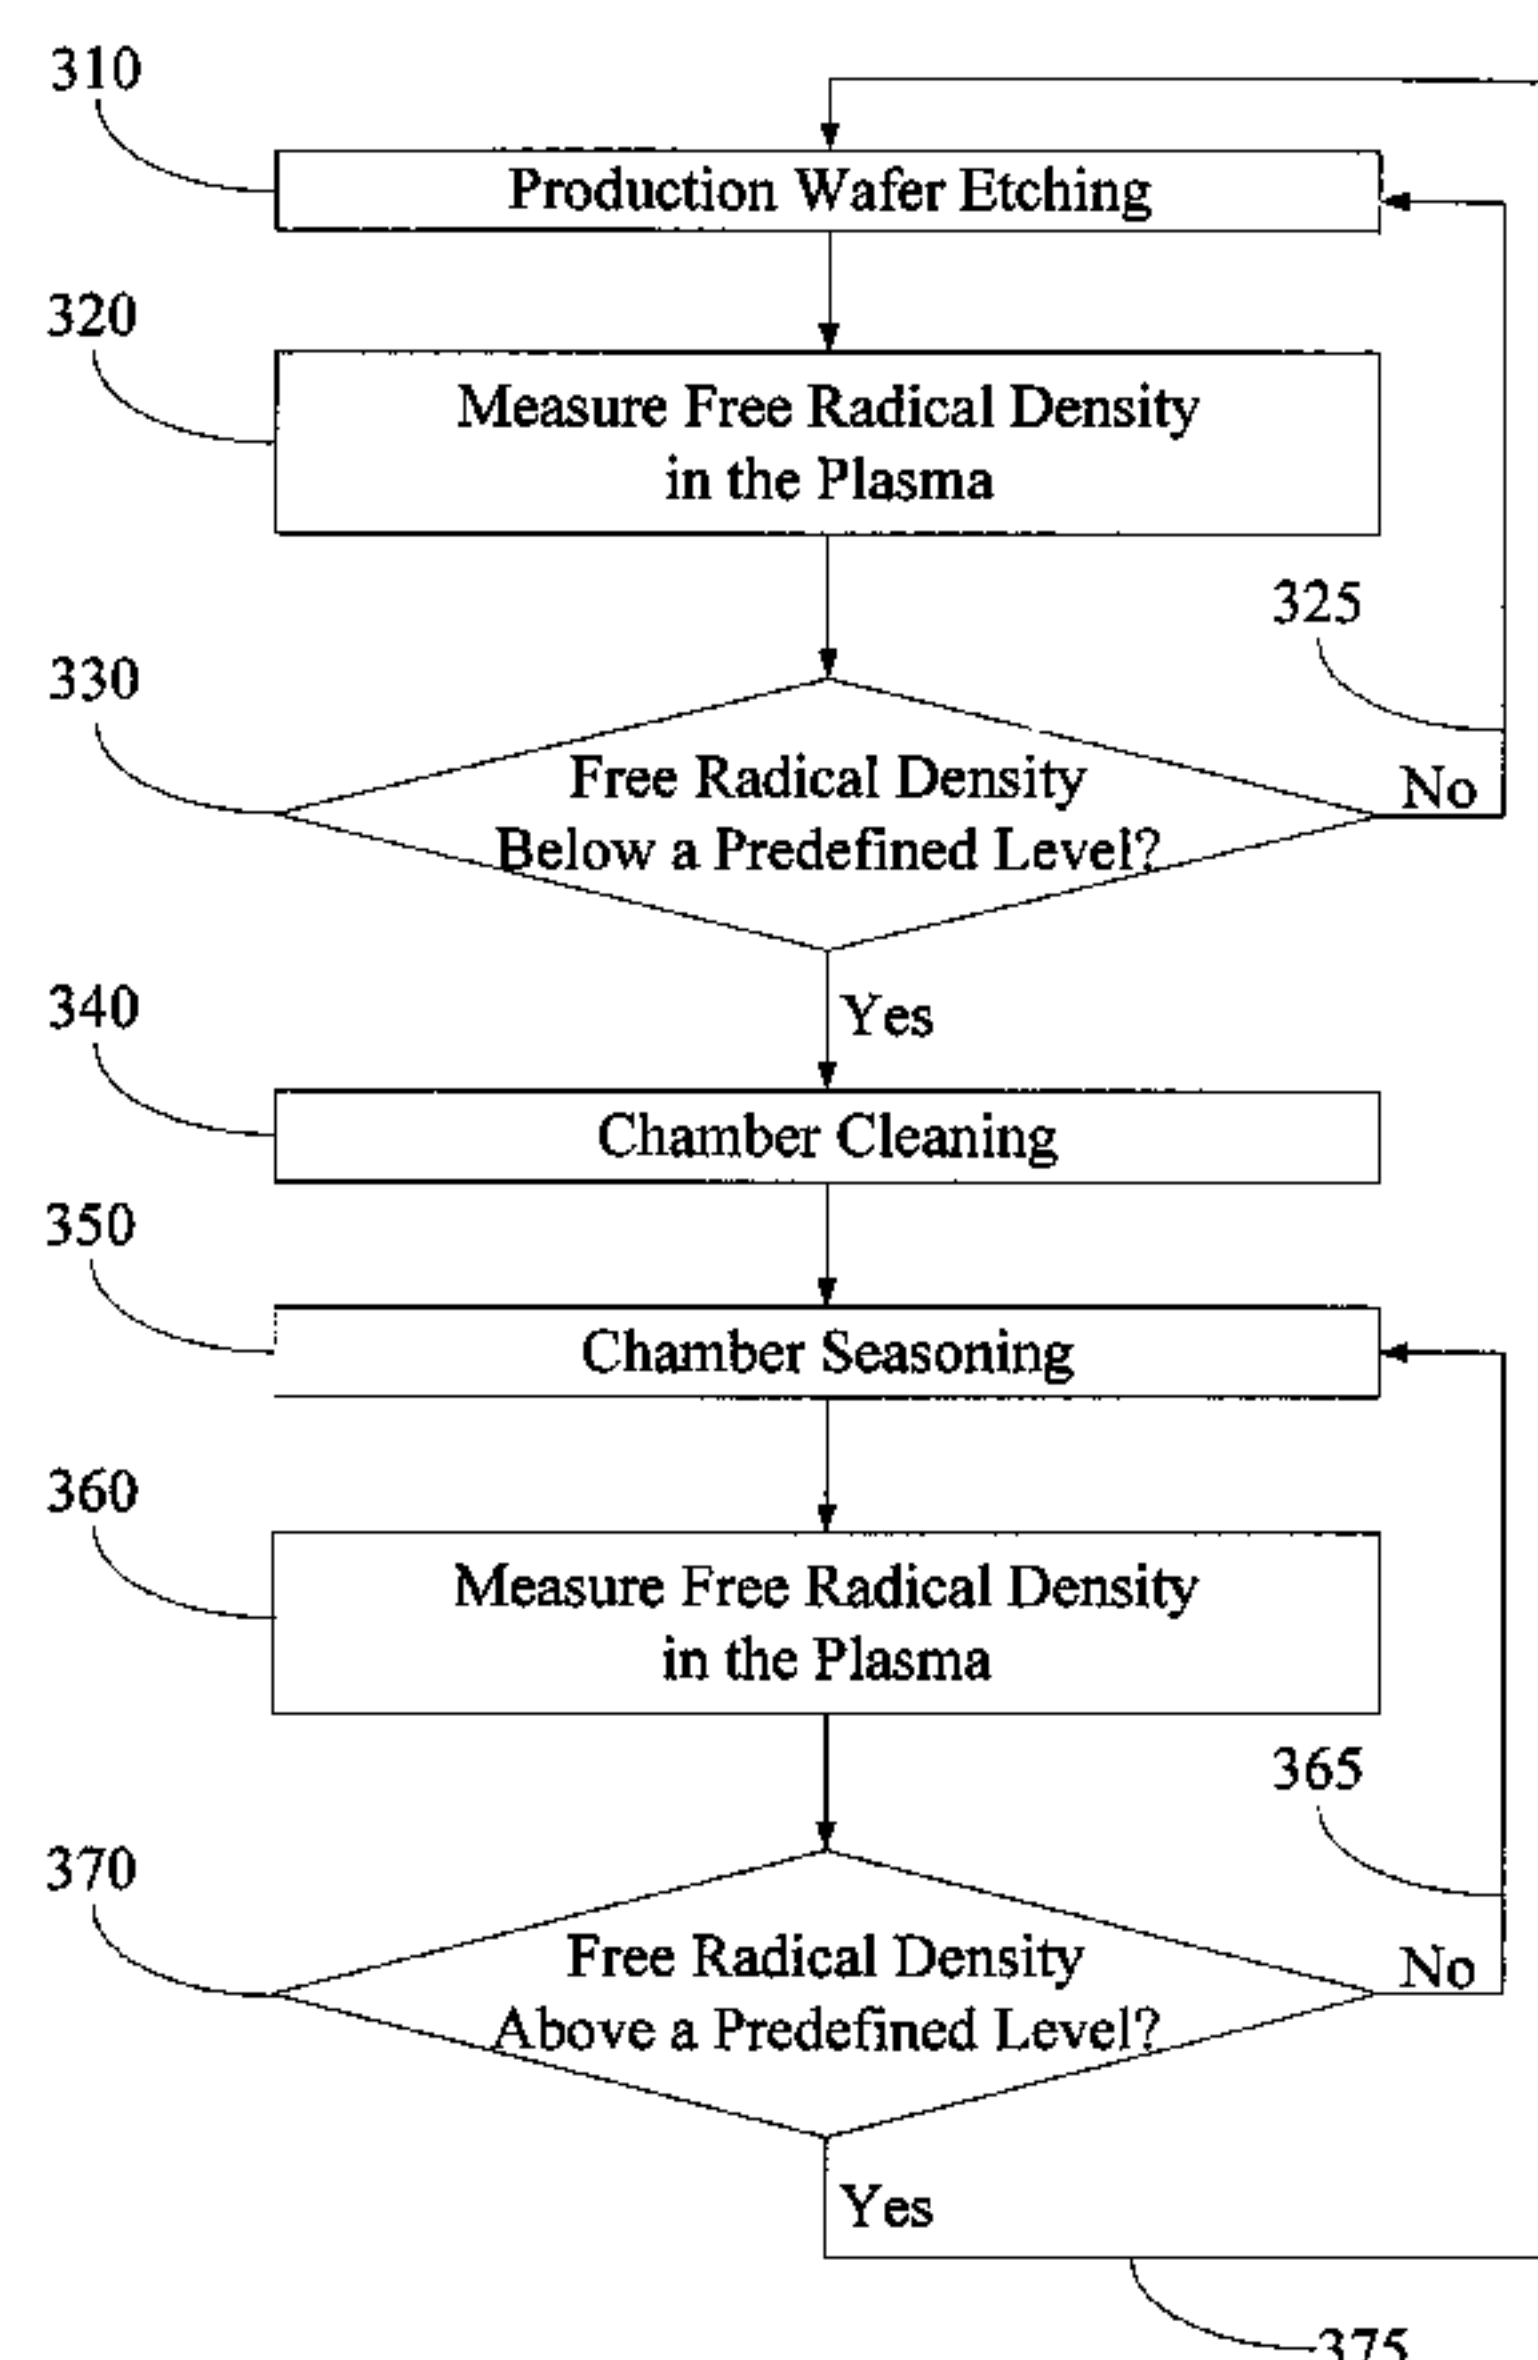 310
Production Wafer Etching
320
Measure Free Radical Density
in the Plasma
325
330
Free Radical Density
Below a Predefined Level?
No
Yes
340
Chamber Cleaning
350
Chamber Seasoning
360
Measure Free Radical Density
in the Plasma
365
370
Free Radical Density
Above a Predefined Level?
No
Yes
375